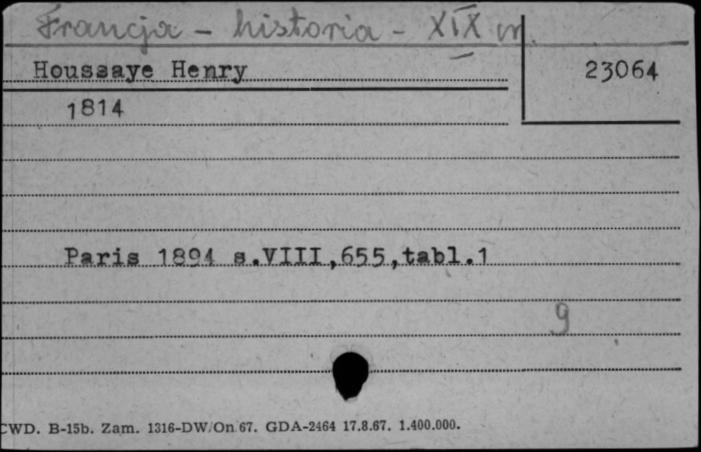 Francja - historia - XIX w.
Houssaye Henry
23064
1814
Paris 1894 s.VIII,655,tabl.1
9
CWD. B-15b. Zam. 1316-DW/On 67. GDA-2464 17.8.67. 1.400.000.